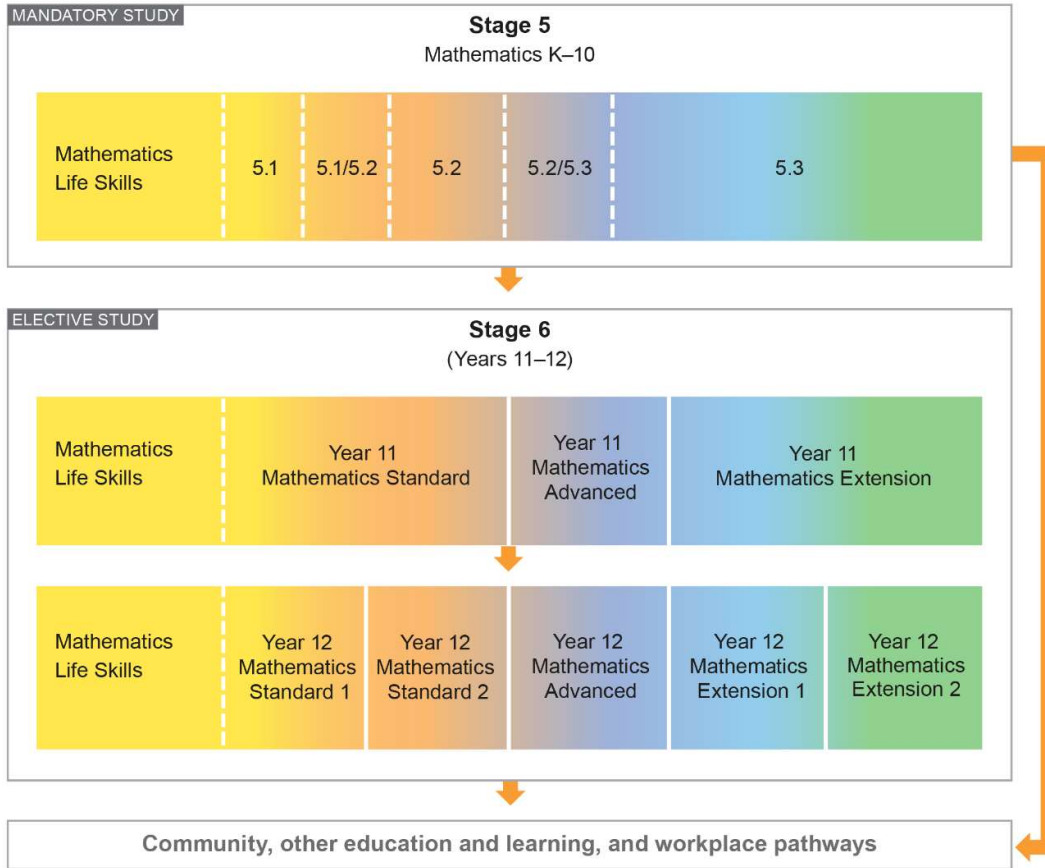 MANDATORY STUDY
Stage 5
Mathematics K–10
Mathematics
Life Skills
5.1
5.1/5.2
5.2
5.2/5.3
5.3
ELECTIVE STUDY
Stage 6
(Years 11–12)
Mathematics
Life Skills
Year 11
Mathematics Standard
Year 11
Mathematics
Advanced
Year 11
Mathematics Extension
Mathematics
Life Skills
Year 12
Mathematics
Standard 1
Year 12
Mathematics
Standard 2
Year 12
Mathematics
Advanced
Year 12
Mathematics
Extension 1
Year 12
Mathematics
Extension 2
Community, other education and learning, and workplace pathways